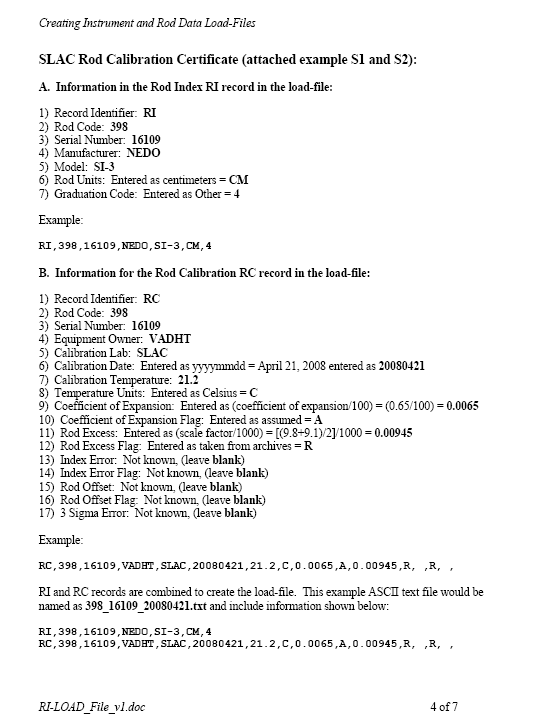 Creating Instrument and Rod Data Load-Files
SLAC Rod Calibration Certificate (attached example S1 and S2):
A. Information in the Rod Index RI record in the load-file:
1) Record Identifier: RI
2) Rod Code: 398
3) Serial Number: 16109
4) Manufacturer: NEDO
5) Model: SI-3
6) Rod Units: Entered as centimeters = CM
7) Graduation Code: Entered as Other = 4
Example:
RI,398,16109,NEDO,SI-3,CM,4
B. Information for the Rod Calibration RC record in the load-file:
1) Record Identifier: RC
2) Rod Code: 398
3) Serial Number: 16109
4) Equipment Owner: VADHT
5) Calibration Lab: SLAC
6) Calibration Date: Entered as yyyymmdd = April 21, 2008 entered as 20080421
7) Calibration Temperature: 21.2
8) Temperature Units: Entered as Celsius = C
9) Coefficient of Expansion: Entered as (coefficient of expansion/100) = (0.65/100) = 0.0065
10) Coefficient of Expansion Flag: Entered as assumed = A
11) Rod Excess: Entered as (scale factor/1000) = [(9.8+9.1)/2]/1000 = 0.00945
12) Rod Excess Flag: Entered as taken from archives = R
13) Index Error: Not known, (leave blank)
14) Index Error Flag: Not known, (leave blank)
15) Rod Offset: Not known, (leave blank)
16) Rod Offset Flag: Not known, (leave blank)
17) 3 Sigma Error: Not known, (leave blank)
Example:
RC,398,16109,VADHT,SLAC,20080421,21.2,C,0.0065,A,0.00945,R, ,R, ,
RI and RC records are combined to create the load-file. This example ASCII text file would be
named as 398_16109_20080421.txt and include information shown below:
RI,398,16109,NEDO,SI-3,CM,4
RC,398,16109,VADHT,SLAC,20080421,21.2,C,0.0065,A,0.00945,R, ,R, ,
RI-LOAD_File_v1.doc
4 of 7